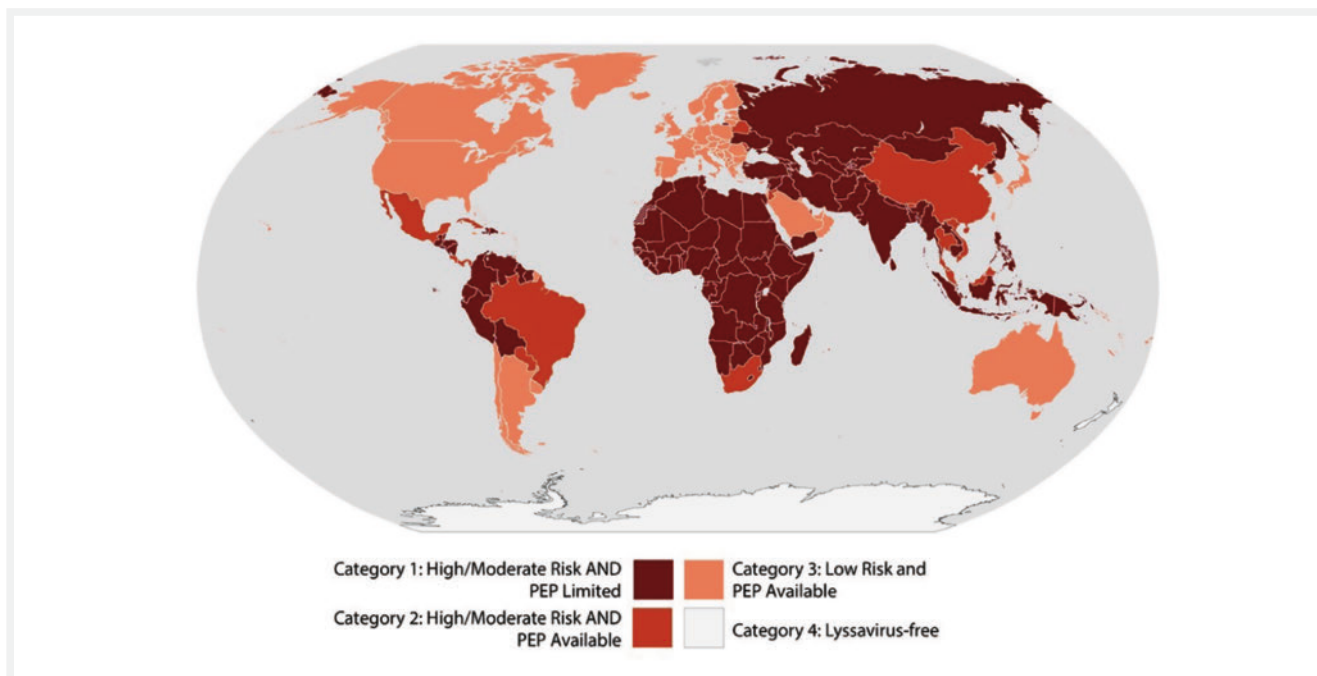 Category 1: High/Moderate Risk AND
PEP Limited
Category 2: High/Moderate Risk AND
PEP Available
Category 3: Low Risk and
PEP Available
Category 4: Lyssavirus-free